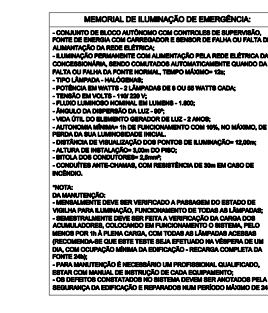 MEMORIAL DE ILUMINAÇÃO DE EMERGÊNCIA:
- CONJUNTO DE BLOCO AUTÔNOMO COM CONTROLES DE SUPERVISÃO,
FONTE DE ENERGIA COM CARREGADOR E SENSOR DE FALHA OU FALTA DE
ALIMANTAÇÃO DA REDE ELÉTRICA;
- ILUMINAÇÃO PERMANENTE COM ALIMENTAÇÃO PELA REDE ELÉTRICA DA
CONCESSIONÁRIA, SENDO COMUTADOS AUTOMATICAMENTE QUANDO DA
FALTA OU FALHA DA FONTE NORMAL, TEMPO MÁXIMO= 12s;
- TIPO LÂMPADA - HALÓGENAS;
- POTÊNCIA EM WATTS - 2 LÂMPADAS DE 8 OU 55 WATTS CADA;
- TENSÃO EM VOLTS - 110/ 220 V;
- FLUXO LUMINOSO NOMINAL EM LUMENS - 1.800;
- ÂNGULO DA DISPERSÃO DA LUZ - 90º;
- VIDA ÚTIL DO ELEMENTO GERADOR DE LUZ - 2 ANOS;
- AUTONOMIA MÍNIMA= 1h DE FUNCIONAMENTO COM 10%, NO MÁXIMO, DE
PERDA DA SUA LUMINOSIDADE INICIAL.
- DISTÂNCIA DE VISUALIZAÇÃO DOS PONTOS DE ILUMINAÇÃO= 12,00m;
- ALTURA DE INSTALAÇÃO= 3,00m DO PISO;
- BITOLA DOS CONDUTORES= 2,5mm²;
- CONDUÍTES ANTE-CHAMAS, COM RESISTÊNCIA DE 30m EM CASO DE
INCÊNDIO.
*NOTA:
DA MANUTENÇÃO:
- MENSALMENTE DEVE SER VERIFICADO A PASSAGEM DO ESTADO DE
VIGILHA PARA ILUMINAÇÃO, FUNCIONAMENTO DE TODAS AS LÂMPADAS;
- SEMESTRALMENTE DEVE SER FEITA A VERIFICAÇÃO DA CARGA DOS
ACUMULADORES, COLOCANDO EM FUNCIONAMENTO O SISTEMA, PELO
MENOS POR 1h À PLENA CARGA, COM TODAS AS LÂMPADAS ACESSAS
(RECOMENDA-SE QUE ESTE TESTE SEJA EFETUADO NA VÉSPERA DE UM
DIA, COM OCUPAÇÃO MÍNIMA DA EDIFICAÇÃO - RECARGA COMPLETA DA
FONTE 24h);
- PARA MANUTENÇÃO É NECESSÁRIO UM PROFISSIONAL QUALIFICADO,
ESTAR COM MANUAL DE INSTRUÇÃO DE CADA EQUIPAMENTO;
- OS DEFEITOS CONSTATADOS NO SISTEMA DEVEM SER ANOTADOS PELA
SEGURANÇA DA EDIFICAÇÃO E REPARADOS NUM PERÍODO MÁXIMO DE 24